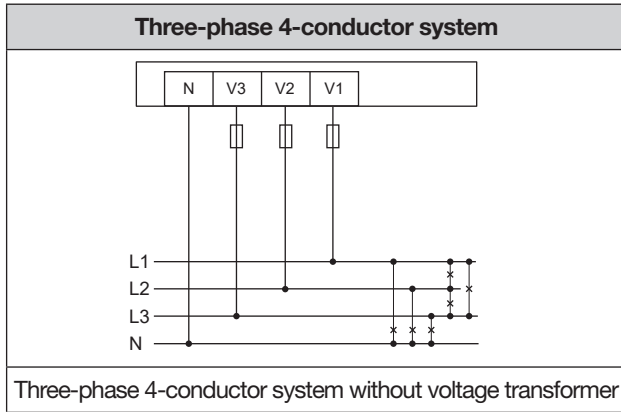 Three-phase 4-conductor system
N V3 V2 V1
L1
L2
L3
N
Three-phase 4-conductor system without voltage transformer